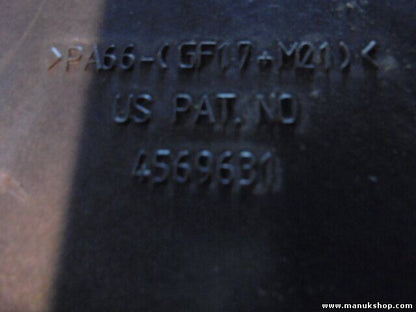 >PA66-(GF17+M21)<
US PAT. NO
4569631
www.manukshop.com